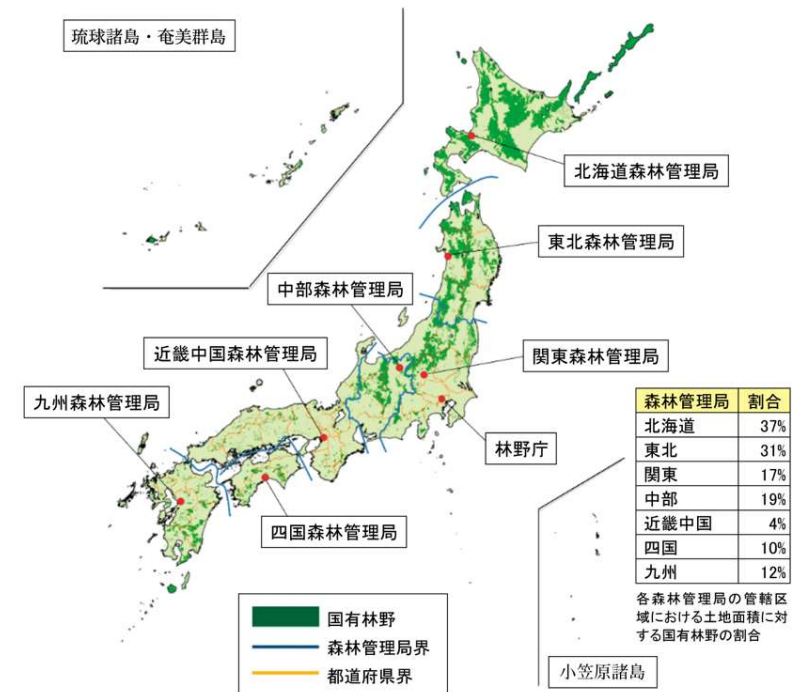 琉球諸島・奄美群島
北海道森林管理局
東北森林管理局
中部森林管理局
近畿中国森林管理局
関東森林管理局
九州森林管理局
林野庁
四国森林管理局
森林管理局 割合
北海道 37%
東北 31%
関東 17%
中部 19%
近畿中国 4%
四国 10%
九州 12%
各森林管理局の管轄区
域における土地面積に対
する国有林野の割合
国有林野
森林管理局界
都道府県界
小笠原諸島